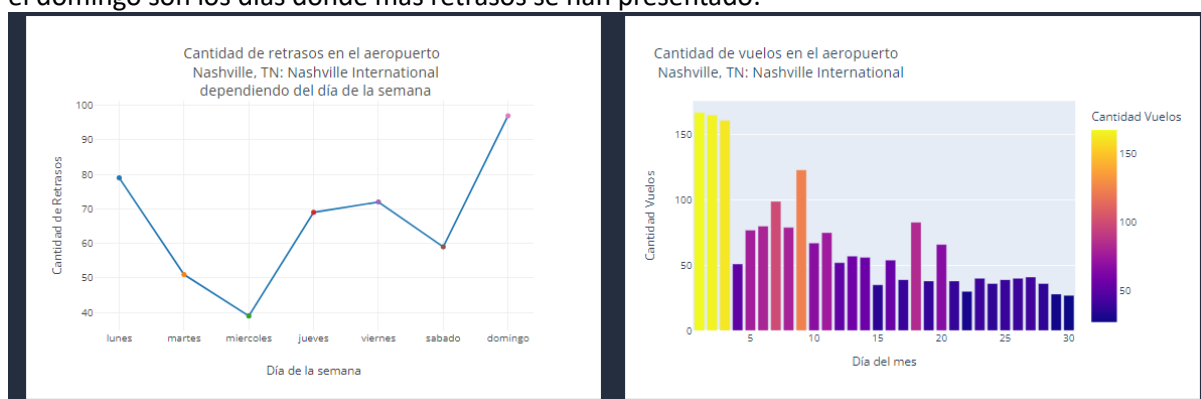 el domingo son los días donde más retrasos se han presentado.
Cantidad de retrasos en el aeropuerto
Nashville, TN: Nashville International
dependiendo del día de la semana
100
90
80
70
60
50
40
Cantidad de Retrasos
lunes martes miercoles jueves viernes sabado domingo
Día de la semana
Cantidad de vuelos en el aeropuerto
Nashville, TN: Nashville International
150
100
50
0
Cantidad Vuelos
5 10 15 20 25 30
Día del mes
Cantidad Vuelos
150
100
50